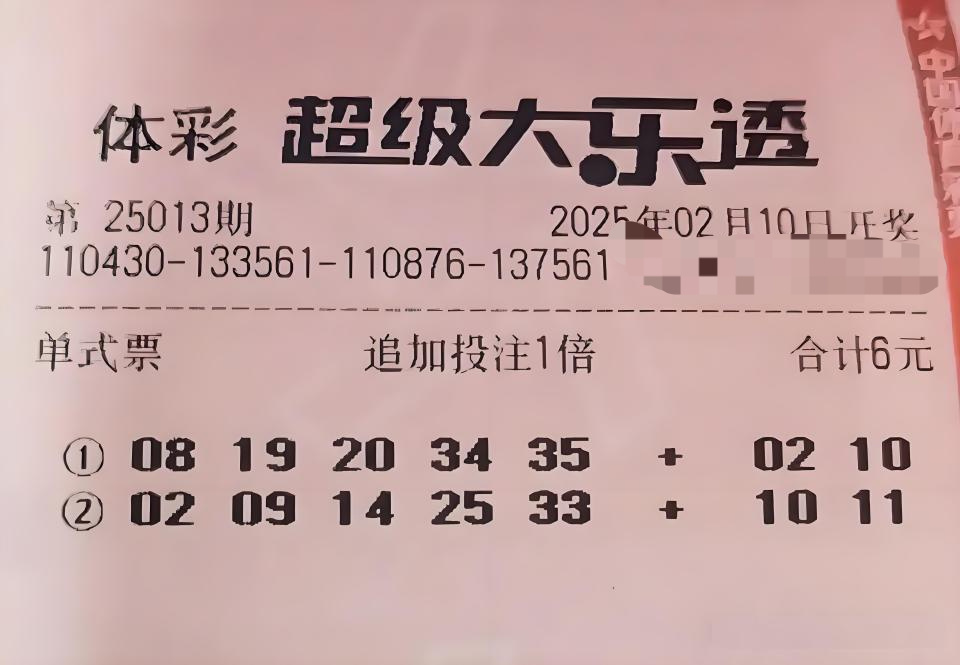 体彩 超级大乐透
第 25013期 2025年02月10日开奖
110430-133561-110876-137561
单式票 追加投注1倍 合计6元
① 08 19 20 34 35 + 02 10
② 02 09 14 25 33 + 10 11